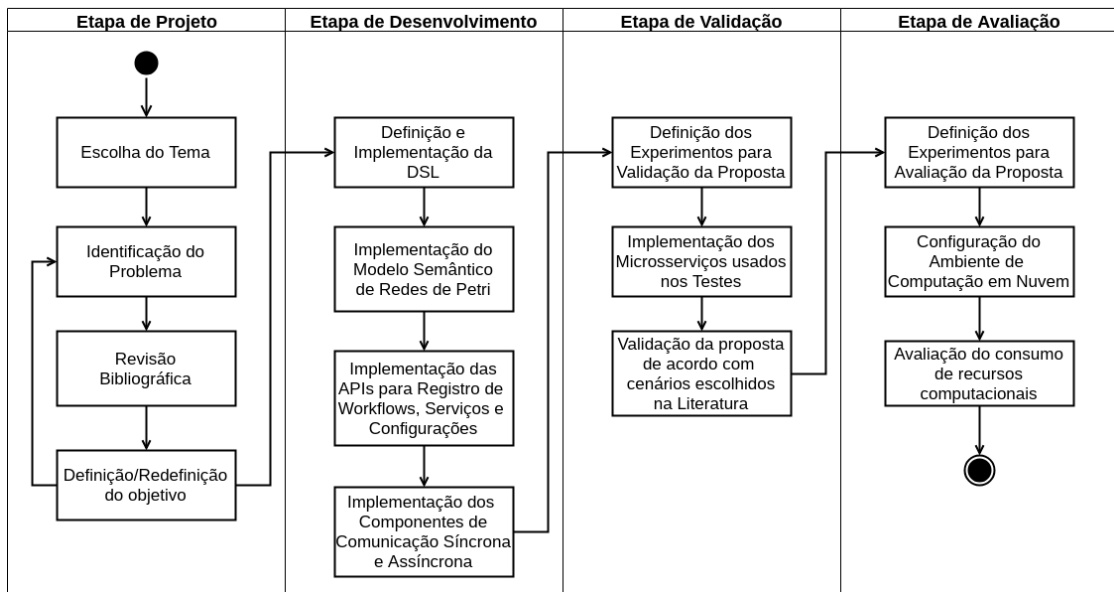 Etapa de Projeto
Escolha do Tema
Identificação do
Problema
Revisão
Bibliográfica
Definição/Redefinição
do objetivo
Etapa de Desenvolvimento
Definição e
Implementação da
DSL
Implementação do
Modelo Semântico
de Redes de Petri
Implementação das
APIs para Registro de
Workflows, Serviços e
Configurações
Implementação dos
Componentes de
Comunicação Síncrona
e Assíncrona
Etapa de Validação
Definição dos
Experimentos para
Validação da Proposta
Implementação dos
Microsserviços usados
nos Testes
Validação da proposta
de acordo com
cenários escolhidos
na Literatura
Etapa de Avaliação
Definição dos
Experimentos para
Avaliação da Proposta
Configuração do
Ambiente de
Computação em Nuvem
Avaliação do consumo
de recursos
computacionais